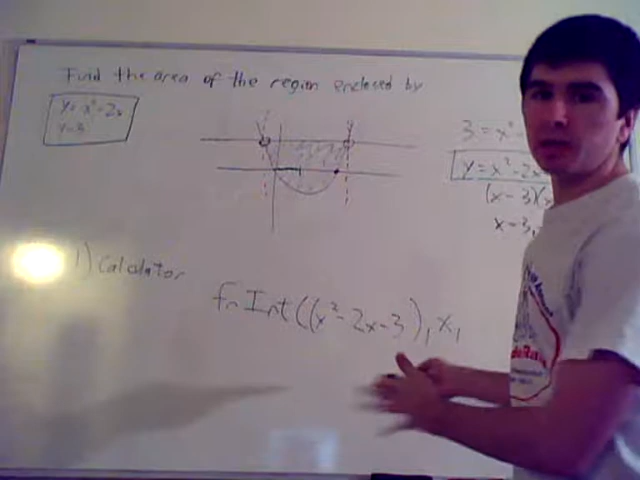 Find the area of the region enclosed by
y=x²-2x
y=3
3=x²-
y=x²-2x
(x-3)(x
x=3,
1) Calculator
fnInt((x²-2x-3),x,